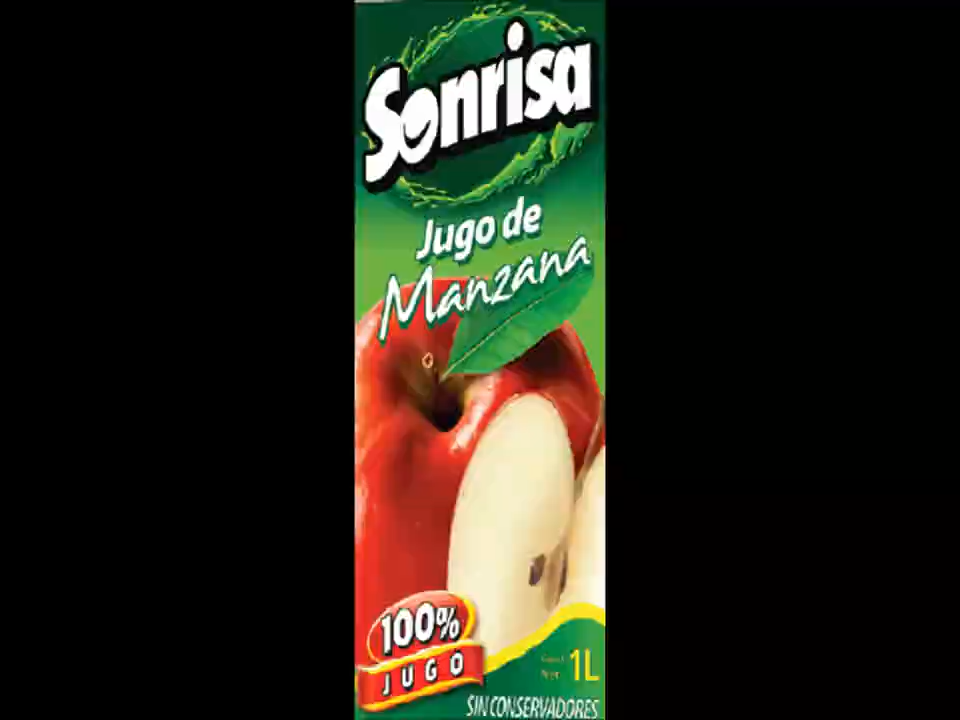 Sonrisa
Jugo de
Manzana
100%
JUGO
1L
SIN CONSERVADORES